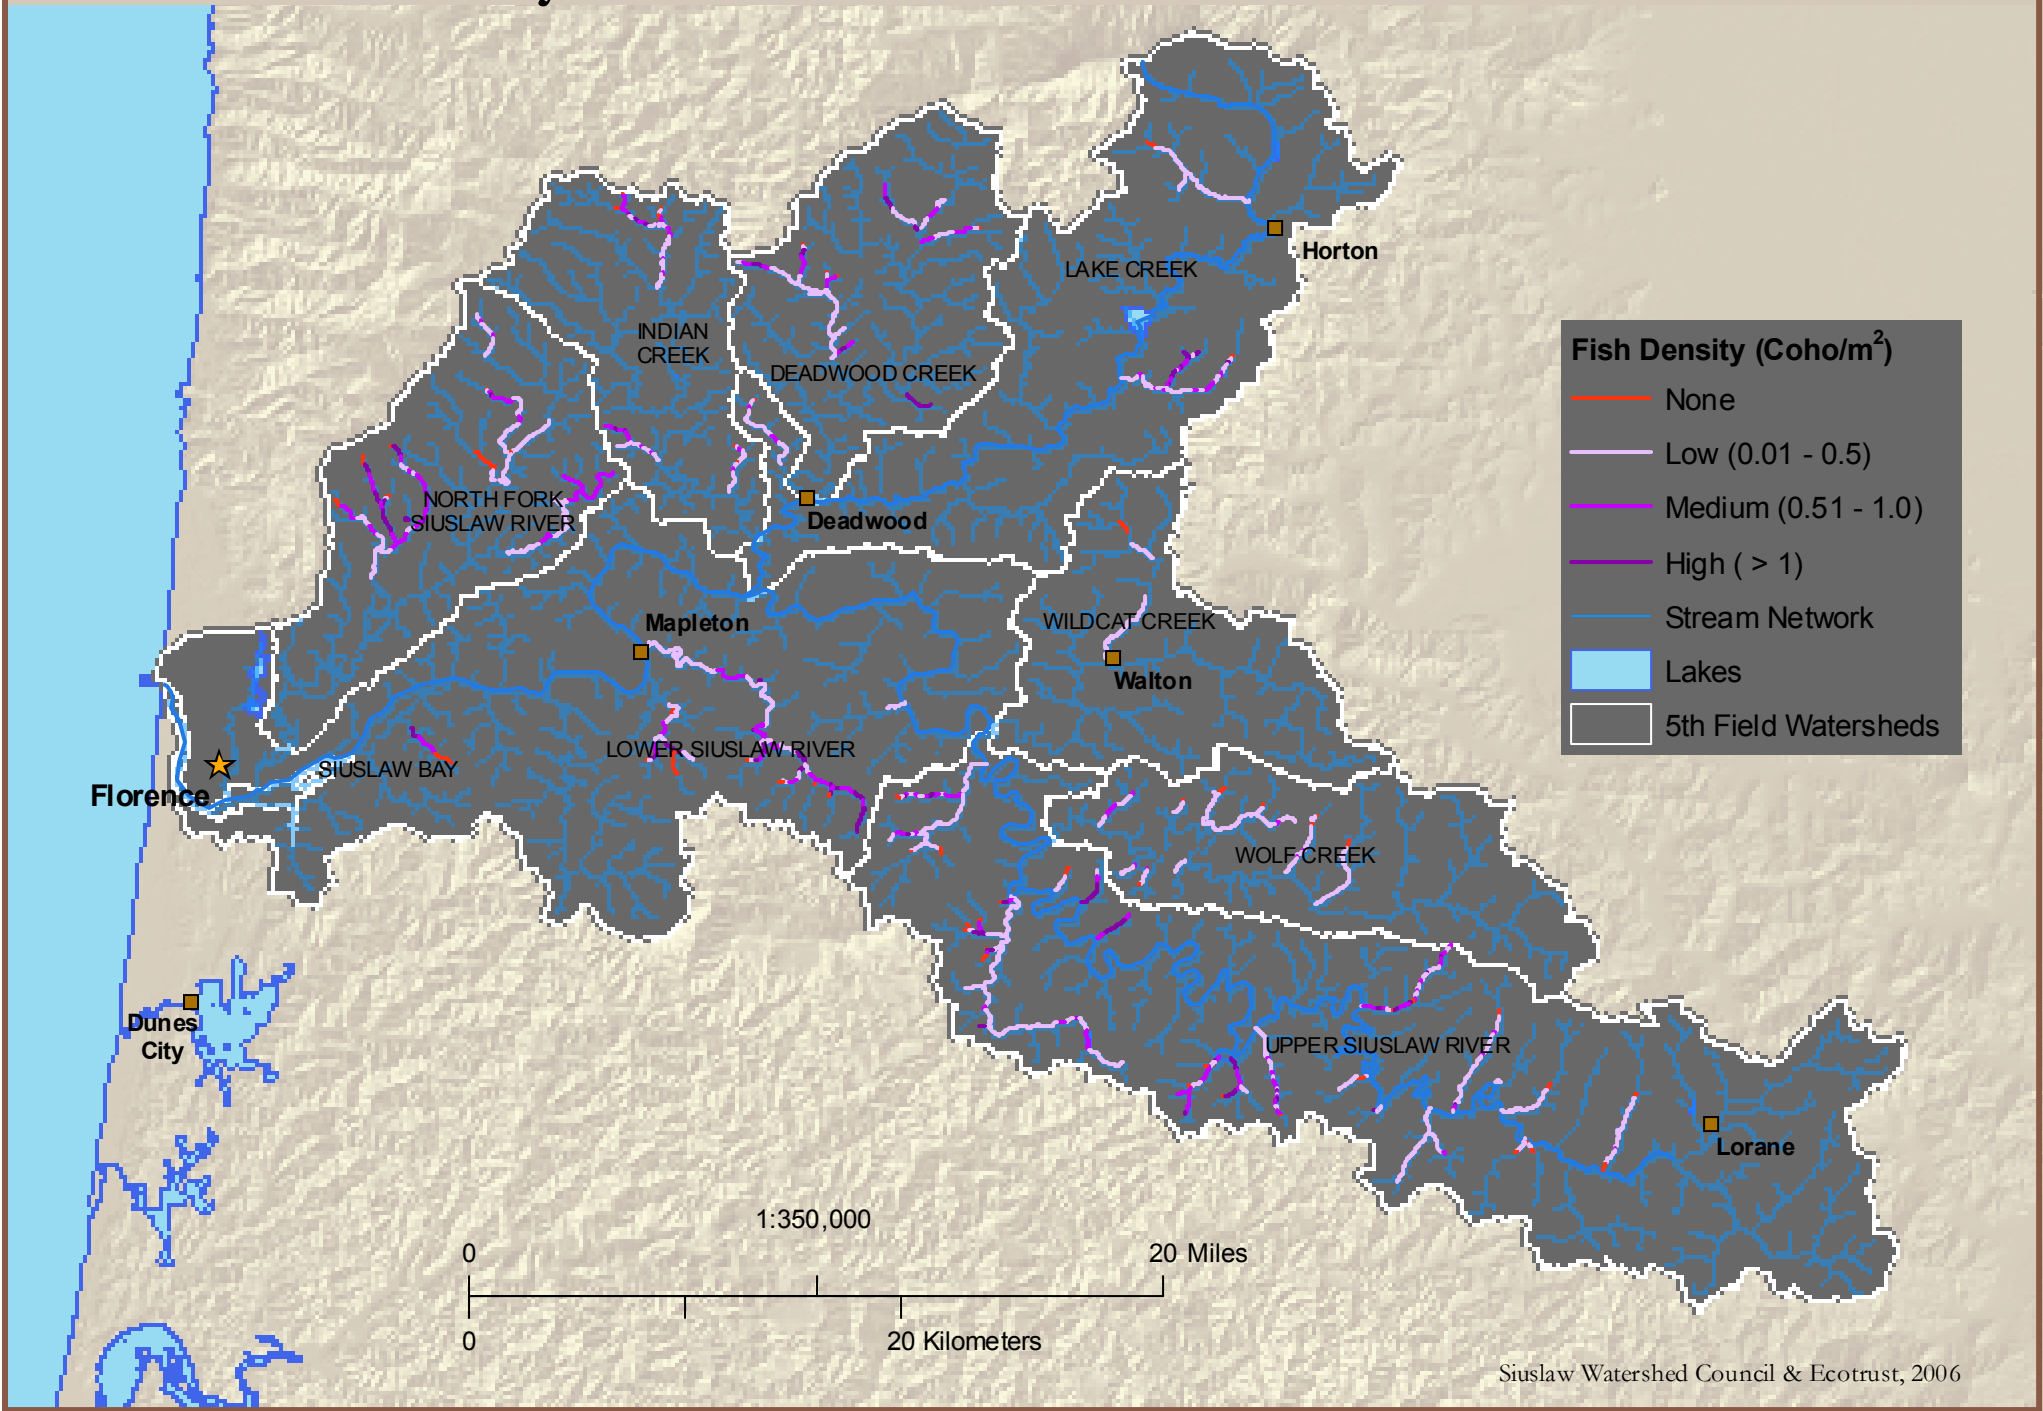 Horton
LAKE CREEK
INDIAN
CREEK
DEADWOOD CREEK
Fish Density (Coho/m²)
None
Low (0.01 - 0.5)
Medium (0.51 - 1.0)
High ( > 1)
Stream Network
Lakes
5th Field Watersheds
NORTH FORK
SIUSLAW RIVER
Deadwood
Mapleton
WILDCAT CREEK
Walton
LOWER SIUSLAW RIVER
SIUSLAW BAY
Florence
WOLF CREEK
Dunes
City
UPPER SIUSLAW RIVER
Lorane
1:350,000
0
20 Miles
0
20 Kilometers
Siuslaw Watershed Council & Ecotrust, 2006